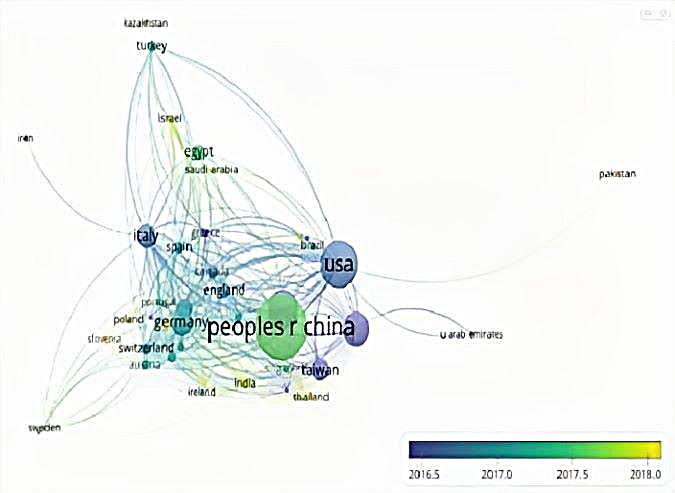 kazakhstan
turkey
israel
iran
egypt
saudi arabia
pakistan
italy
greece
spain
brazil
usa
england
portugal
poland
germany
peoples r china
slovenia
switzerland
u arab emirates
austria
taiwan
india
ireland
thailand
sweden
2016.5 2017.0 2017.5 2018.0